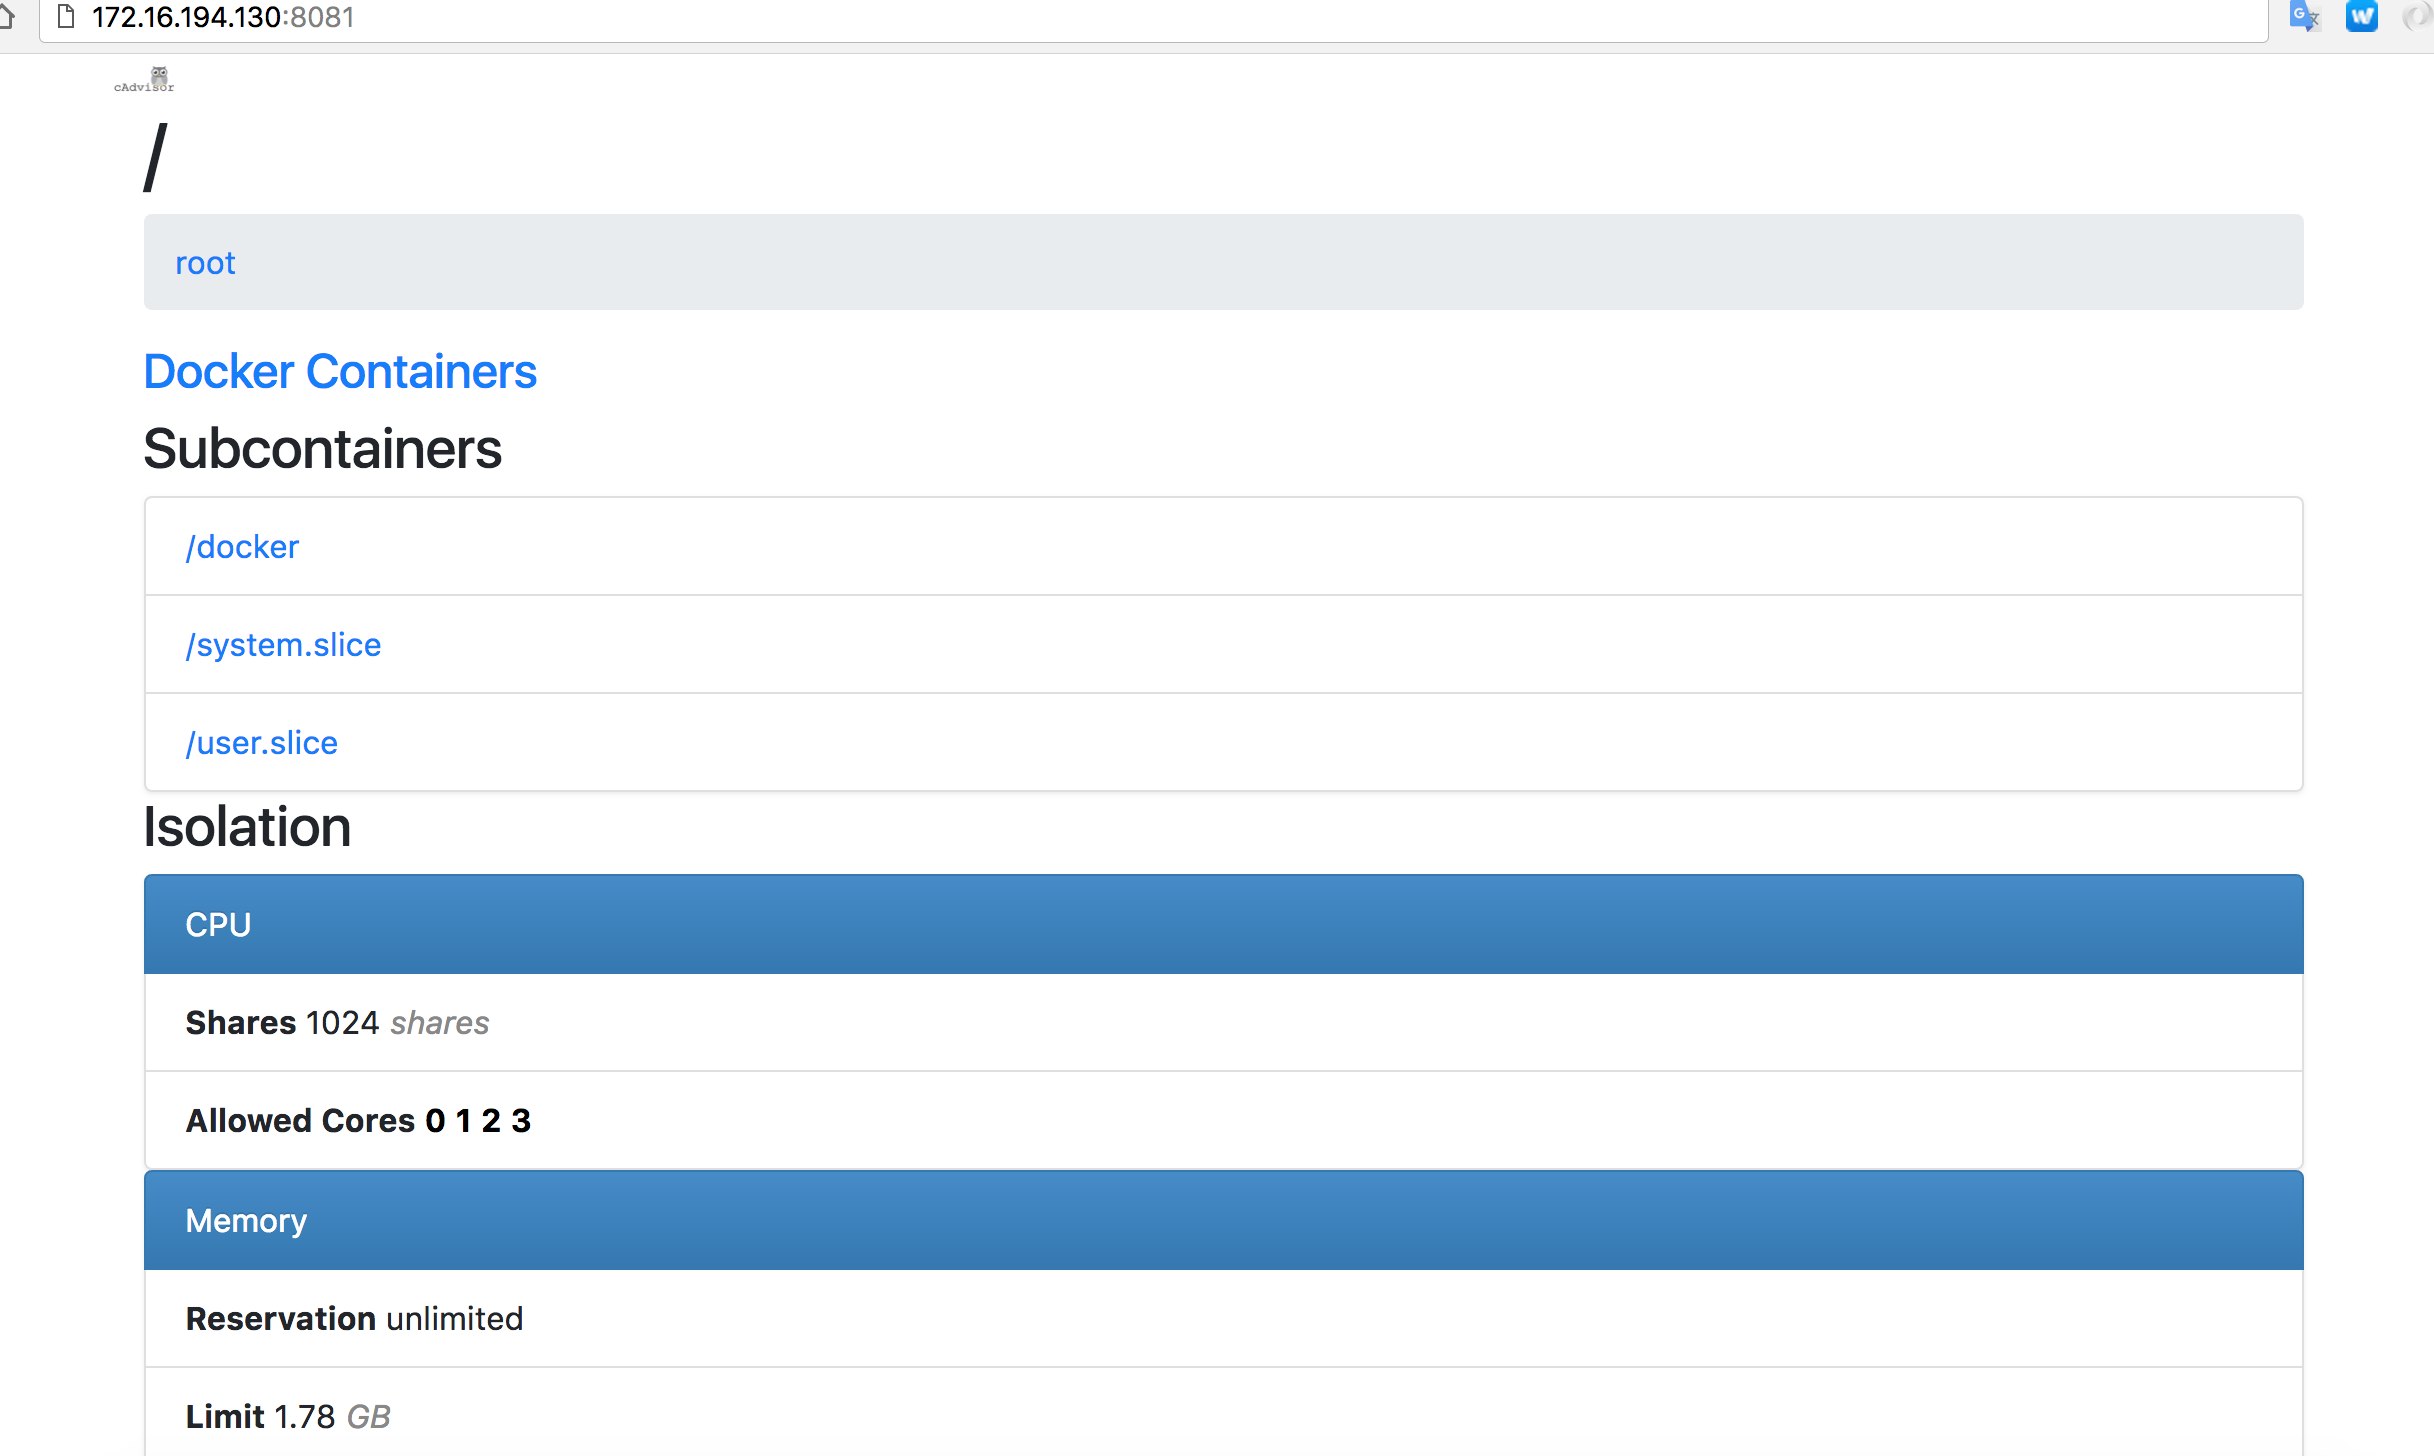 172.16.194.130:8081
cAdvisor
/
root
Docker Containers
Subcontainers
/docker
/system.slice
/user.slice
Isolation
CPU
Shares 1024 shares
Allowed Cores 0 1 2 3
Memory
Reservation unlimited
Limit 1.78 GB